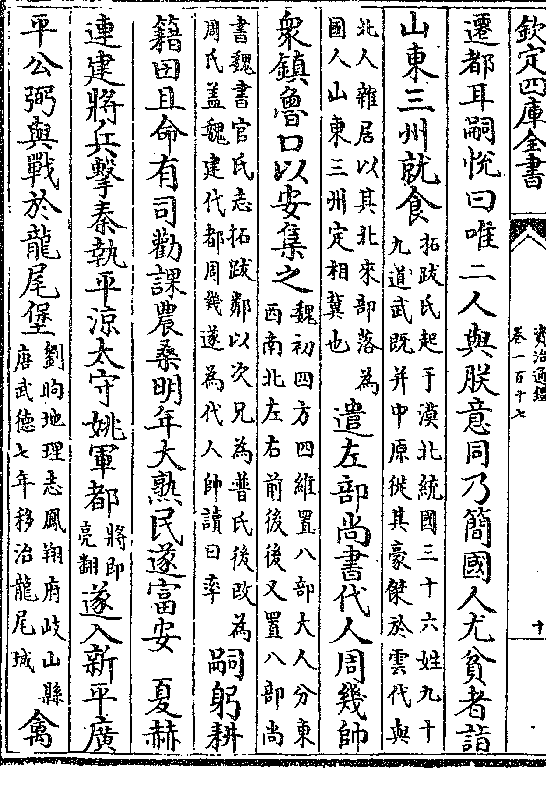 欽定四庫全書
資治通鑑
卷一百十七
十
遷都耳嗣悅曰唯二人與朕意同乃簡國人尤貧者詣
山東三州就食
拓跋氏起于漠北統國三十六姓九十
九道武既并中原徙其豪傑於雲代與
北人雜居以其北來部落為
國人山東三州定相冀也
遣左部尚書代人周幾帥
衆鎮魯口以安集之
魏初四方四維置八部大人分東
西南北左右前後後又置八部尚
書魏書官氏志拓跋鄰以次兄為普氏後改為
周氏盖魏建代都周幾遂為代人帥讀曰率
嗣躬耕
籍田且命有司勸課農桑明年大熟民遂富安 夏赫
連建將兵擊秦執平涼太守姚軍都
將即
亮翻
遂入新平廣
平公弼與戰於龍尾堡
劉昫地理志鳳翔府岐山縣
唐武德七年移治龍尾城
禽